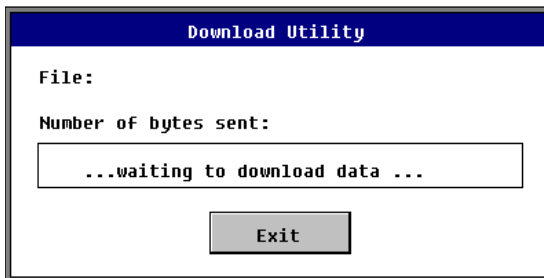 Download Utility
File:
Number of bytes sent:
...waiting to download data ...
Exit